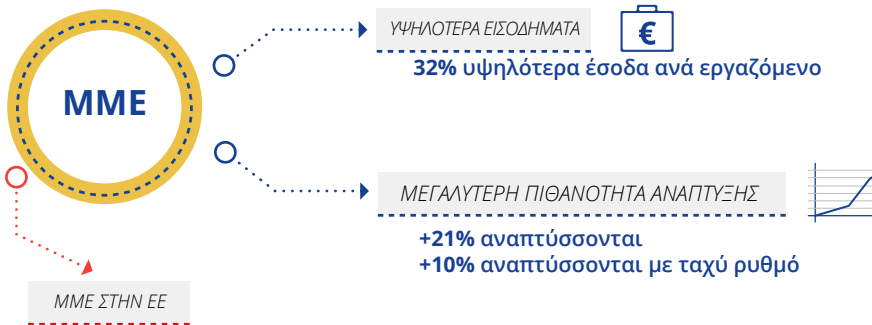 ΜΜΕ
ΥΨΗΛΟΤΕΡΑ ΕΙΣΟΔΗΜΑΤΑ
€
32% υψηλότερα έσοδα ανά εργαζόμενο
ΜΕΓΑΛΥΤΕΡΗ ΠΙΘΑΝΟΤΗΤΑ ΑΝΑΠΤΥΞΗΣ
+21% αναπτύσσονται
+10% αναπτύσσονται με ταχύ ρυθμό
ΜΜΕ ΣΤΗΝ ΕΕ